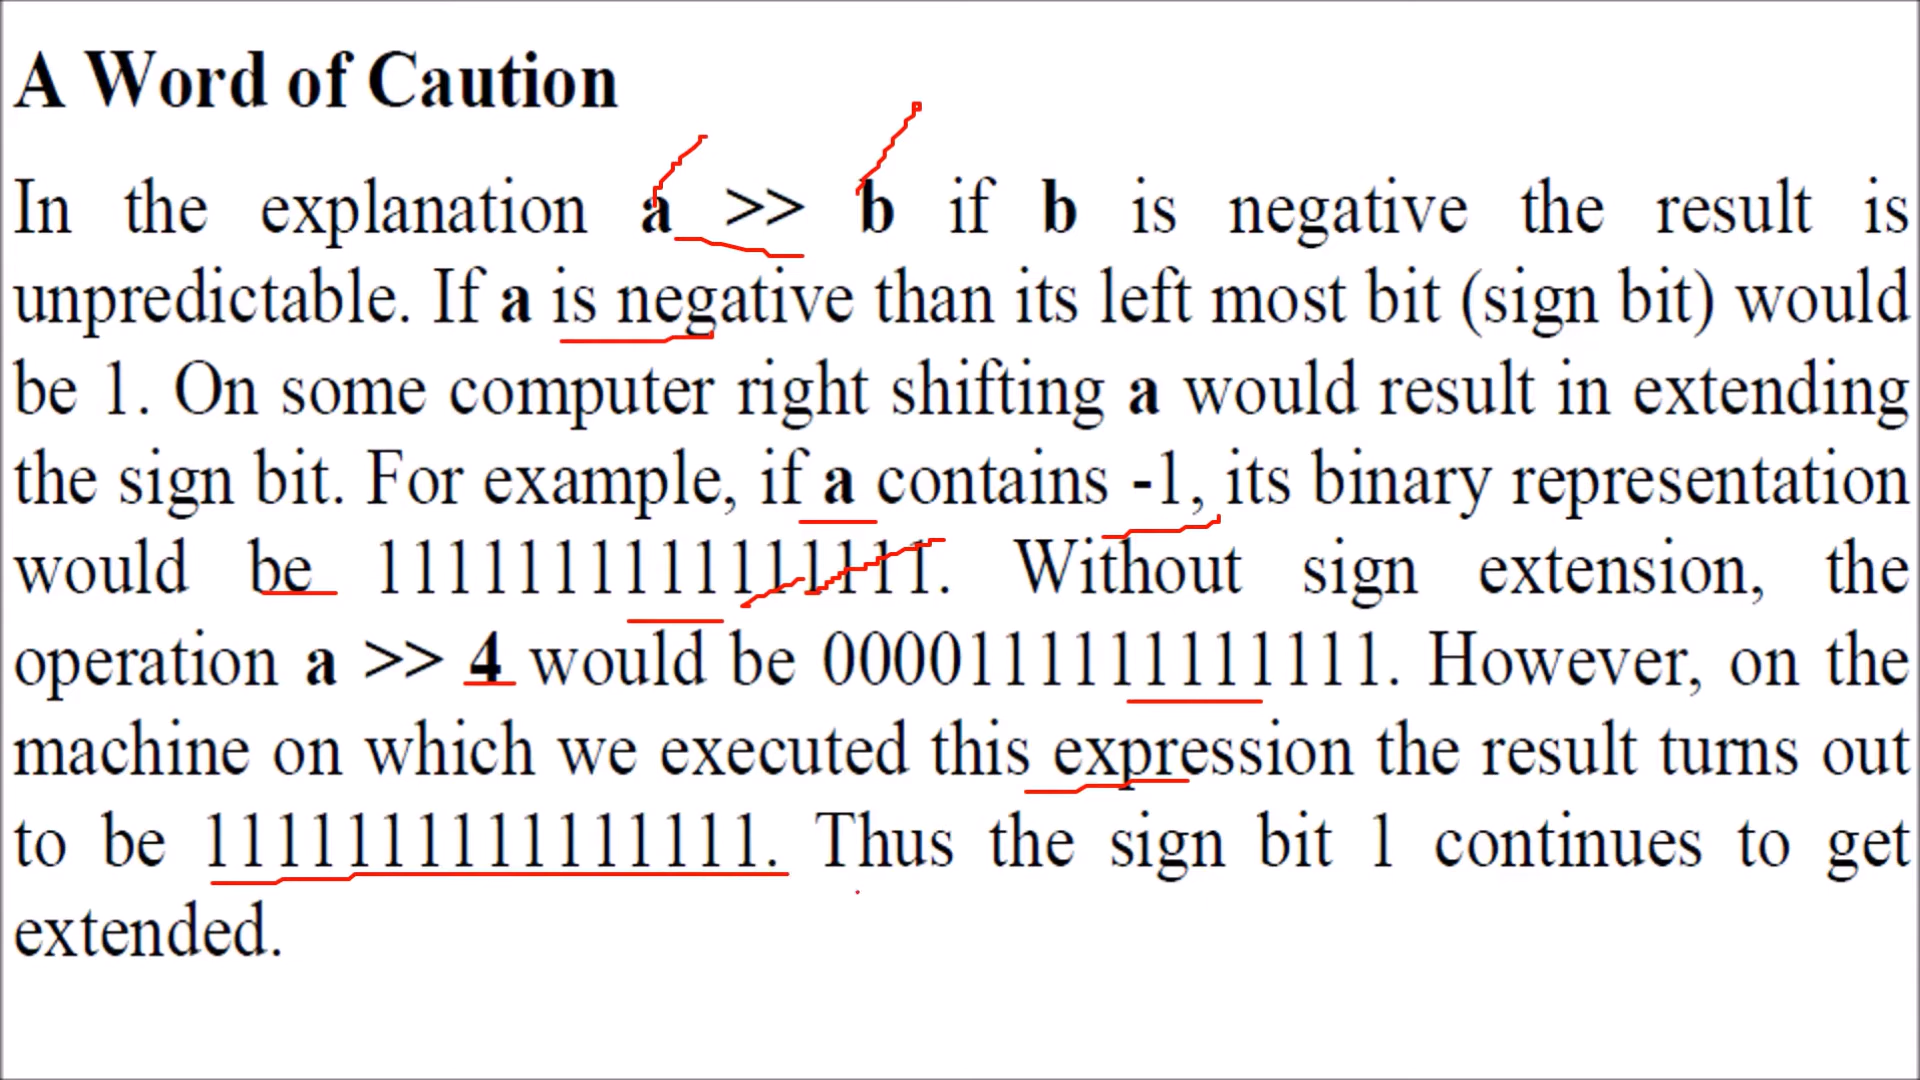 A Word of Caution
In the explanation a >> b if b is negative the result is
unpredictable. If a is negative than its left most bit (sign bit) would
be 1. On some computer right shifting a would result in extending
the sign bit. For example, if a contains -1, its binary representation
would be 1111111111111111. Without sign extension, the
operation a >> 4 would be 0000111111111111. However, on the
machine on which we executed this expression the result turns out
to be 1111111111111111. Thus the sign bit 1 continues to get
extended.